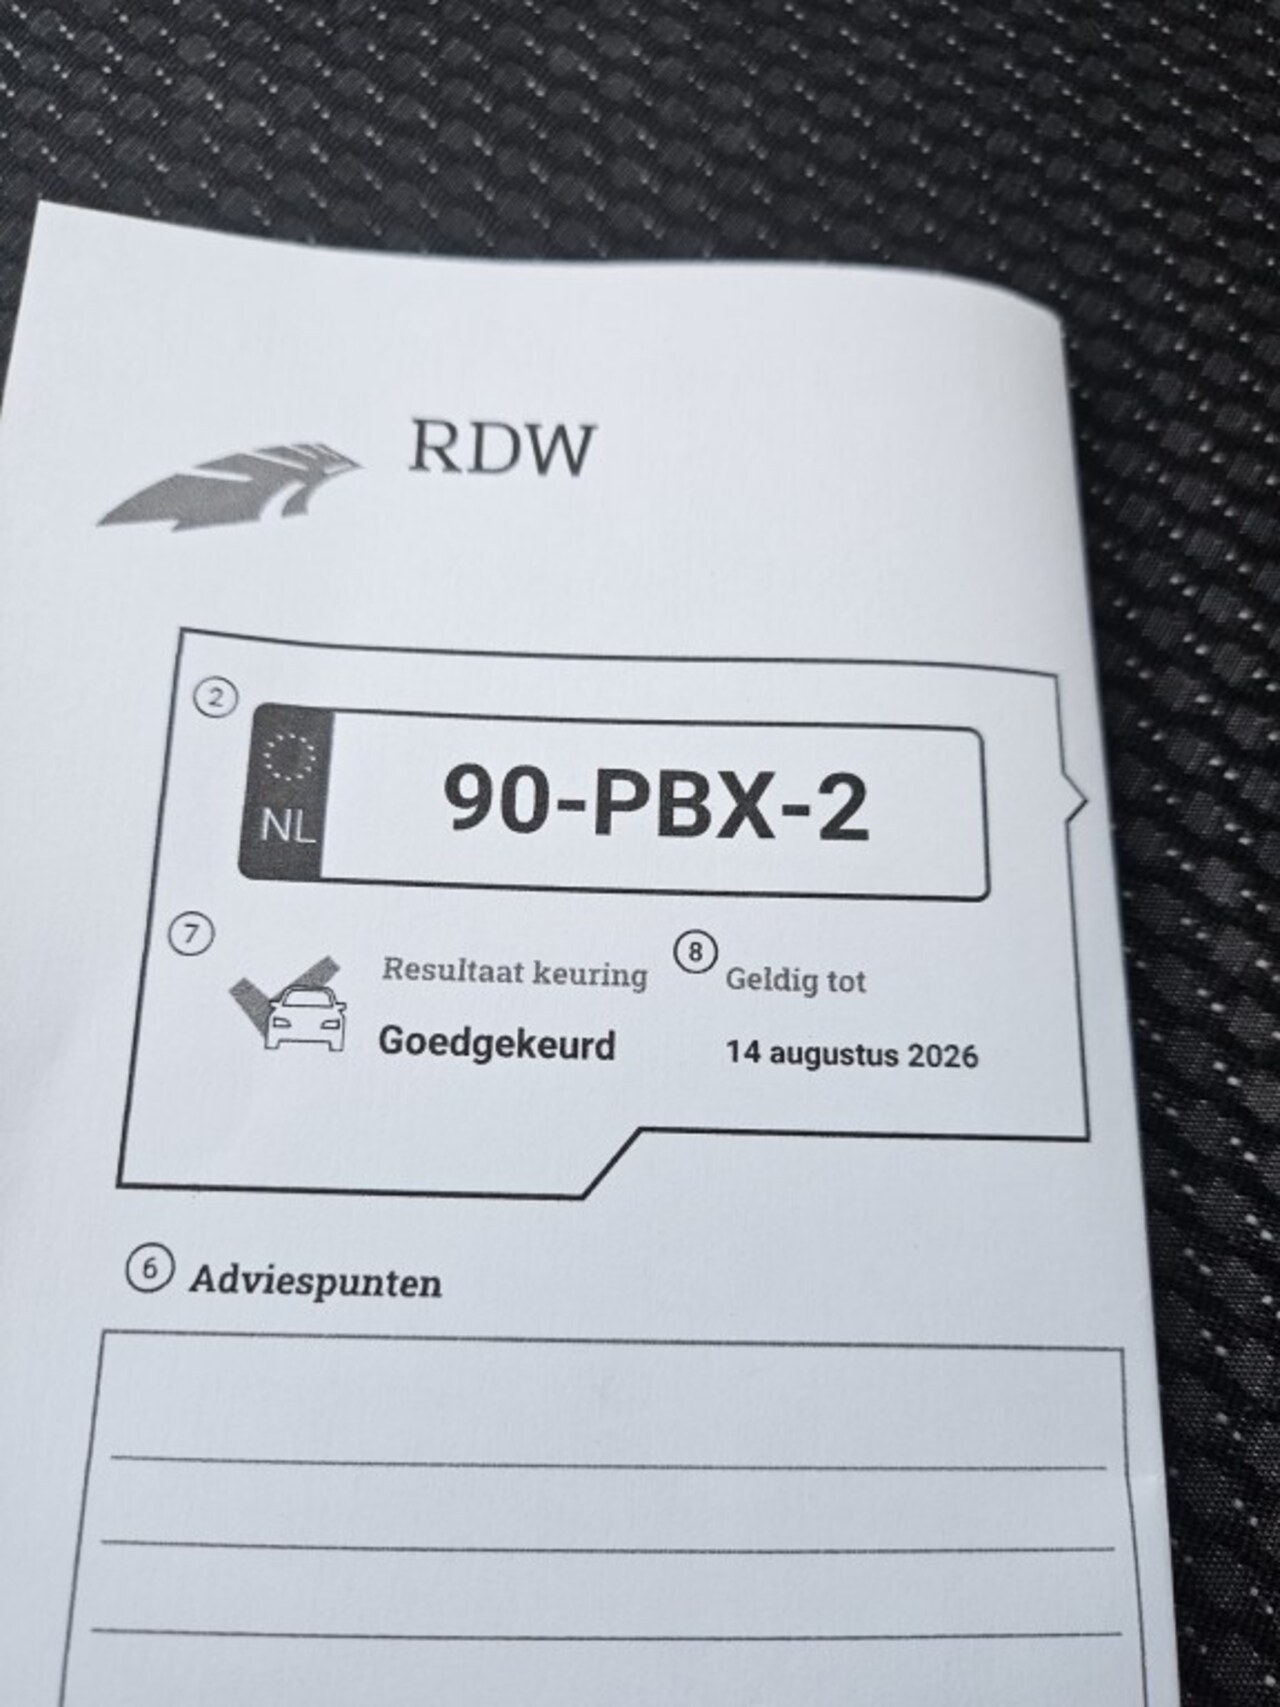 RDW
2
NL
90-PBX-2
7
Resultaat keuring
Goedgekeurd
8
Geldig tot
14 augustus 2026
6 Adviespunten